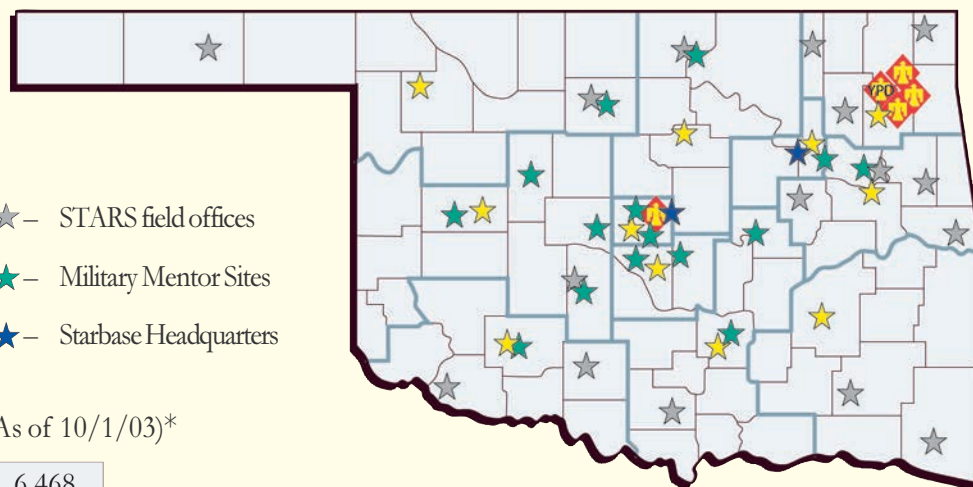 YPD
– STARS field offices
– Military Mentor Sites
– Starbase Headquarters
As of 10/1/03)*
6,468